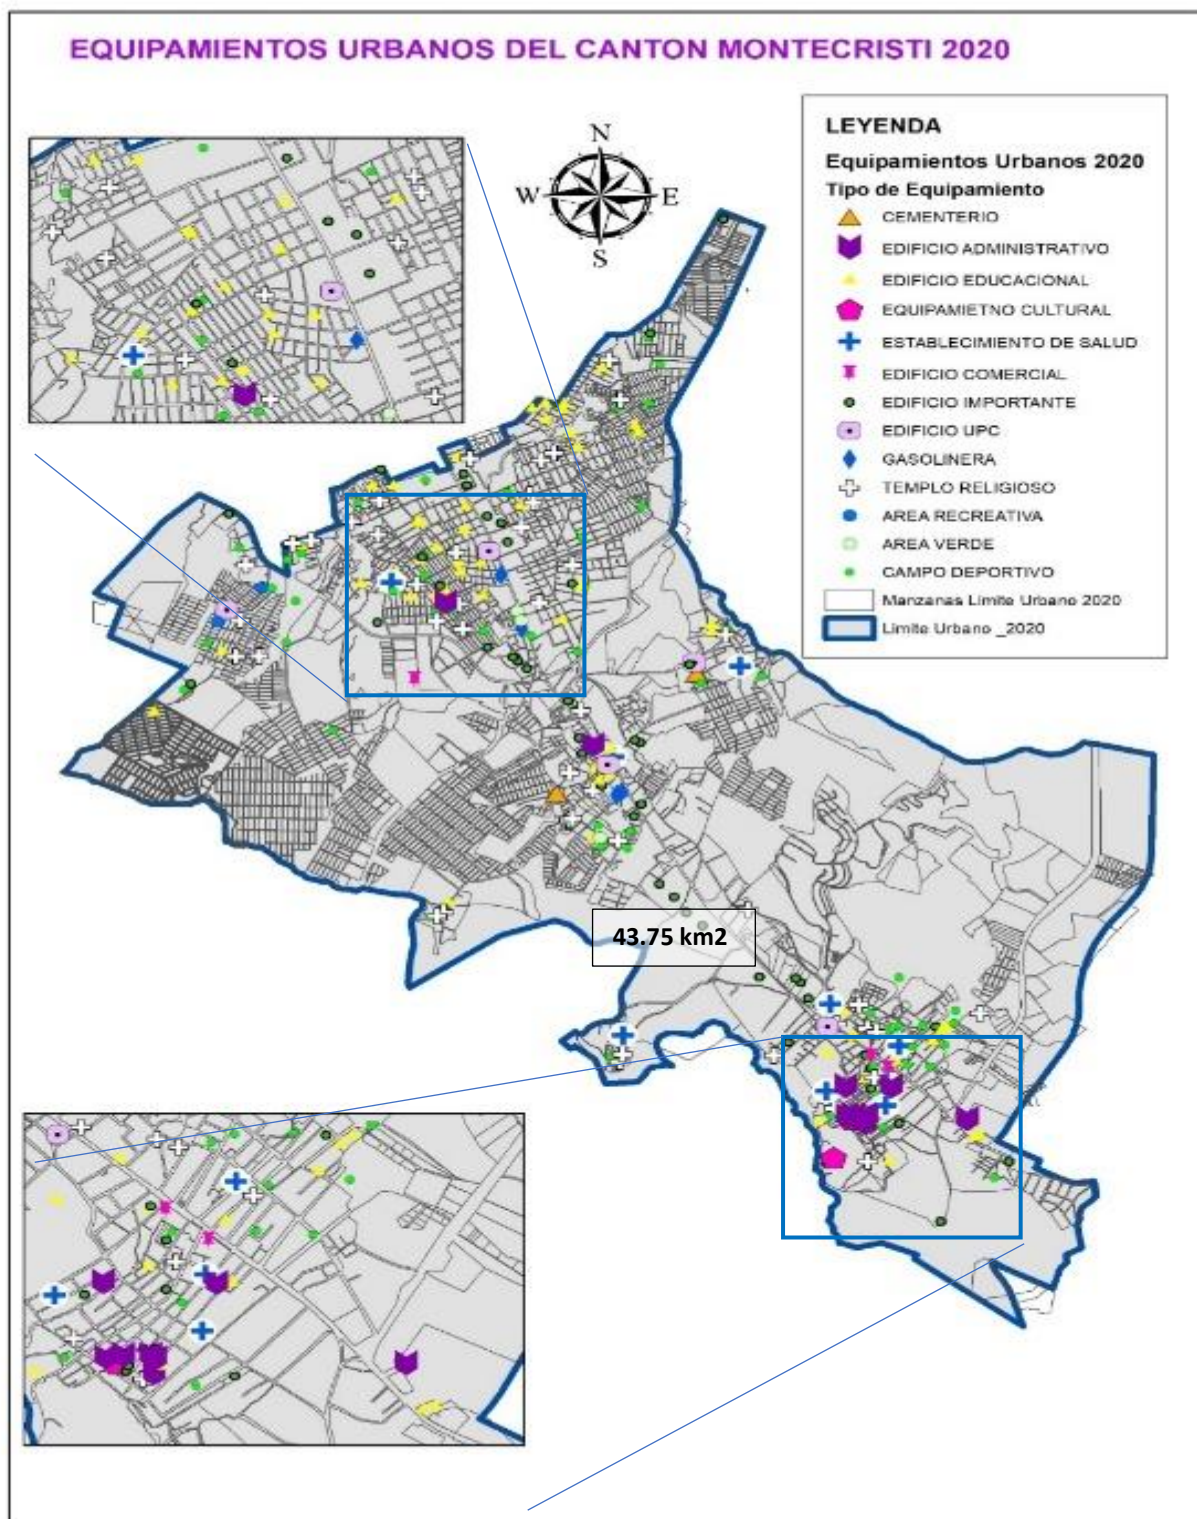 EQUIPAMIENTOS URBANOS DEL CANTON MONTECRISTI 2020
N
W E
S
LEYENDA
Equipamientos Urbanos 2020
Tipo de Equipamiento
CEMENTERIO
EDIFICIO ADMINISTRATIVO
EDIFICIO EDUCACIONAL
EQUIPAMIETNO CULTURAL
ESTABLECIMIENTO DE SALUD
EDIFICIO COMERCIAL
EDIFICIO IMPORTANTE
EDIFICIO UPC
GASOLINERA
TEMPLO RELIGIOSO
AREA RECREATIVA
AREA VERDE
CAMPO DEPORTIVO
Manzanas Limite Urbano 2020
Limite Urbano _2020
43.75 km2